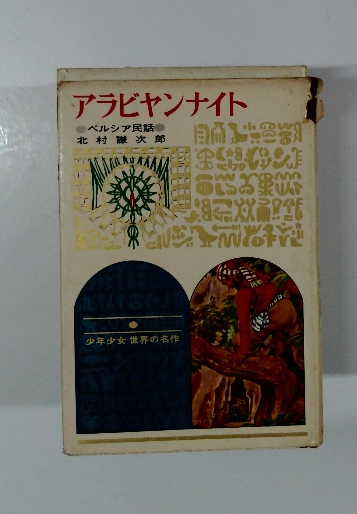 アラビヤンナイト
●ペルシア民話●
北村謙次郎
少年少女 世界の名作